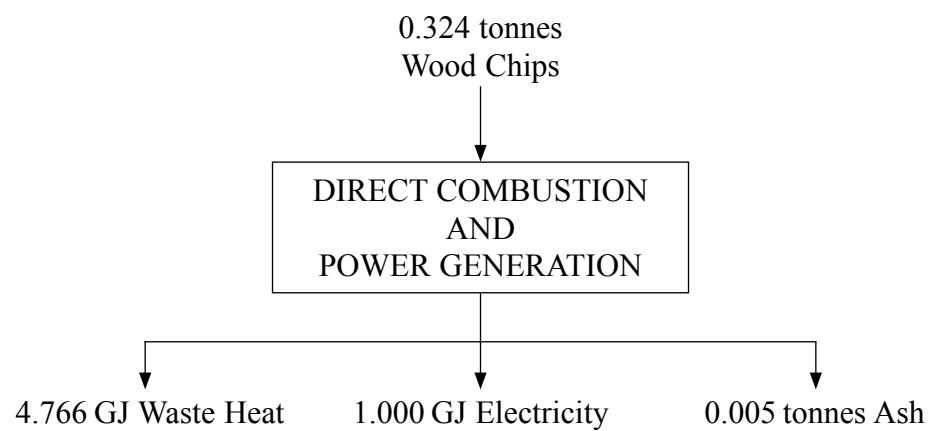 0.324 tonnes
Wood Chips
DIRECT COMBUSTION
AND
POWER GENERATION
4.766 GJ Waste Heat
1.000 GJ Electricity
0.005 tonnes Ash